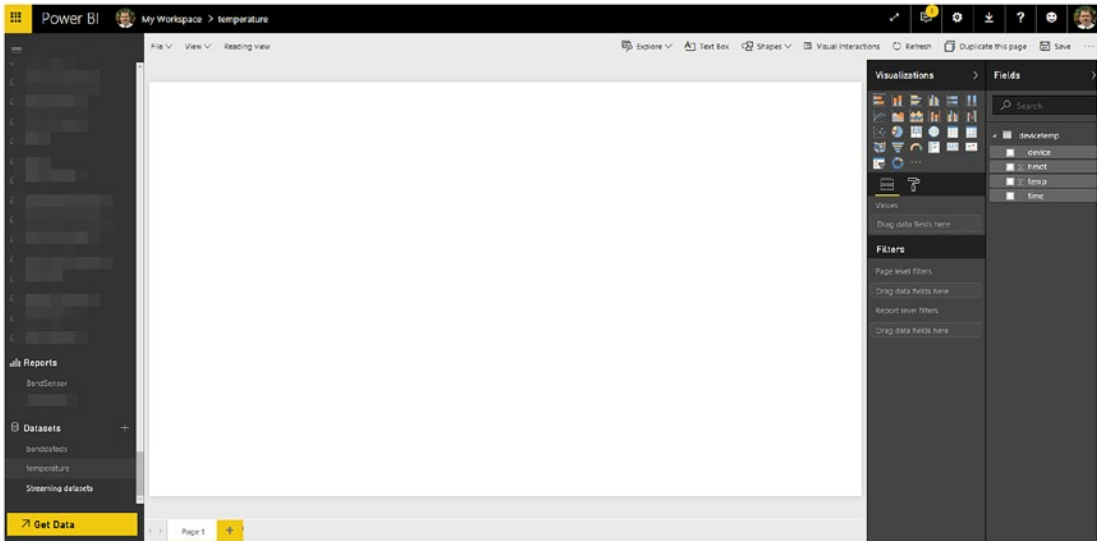 Power BI
My Workspace > temperature
File View Reading view
Explore Text Box Shapes Visual Interactions Refresh Duplicate this page Save ...
Reports
BandSensor
Datasets
temperature
Streaming datasets
Get Data
Page 1
Visualizations
Values
Drag data fields here
Filters
Page level filters
Drag data fields here
Report level filters
Drag data fields here
Fields
Search
devicetemp
device
hmdt
temp
time